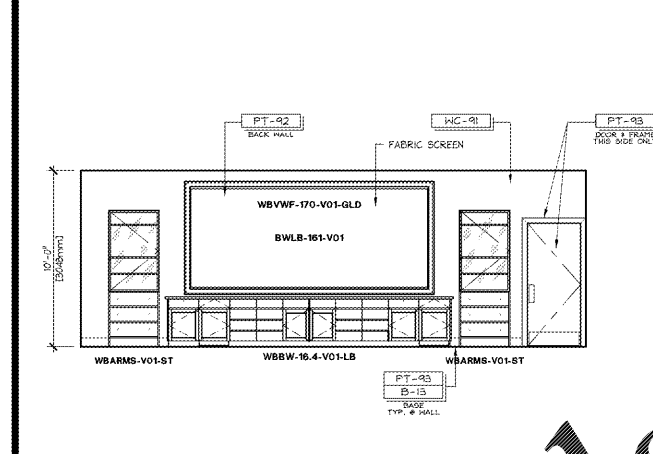 PT-92
BACK WALL
WC-91
PT-93
DOOR & FRAME
THIS SIDE ONLY
FABRIC SCREEN
WBVWF-170-V01-GLD
BWLB-161-V01
10'-0"
[3048mm]
WBARMS-V01-ST
WBBW-16.4-V01-LB
WBARMS-V01-ST
PT-93
B-13
BASE
TYP. @ WALL